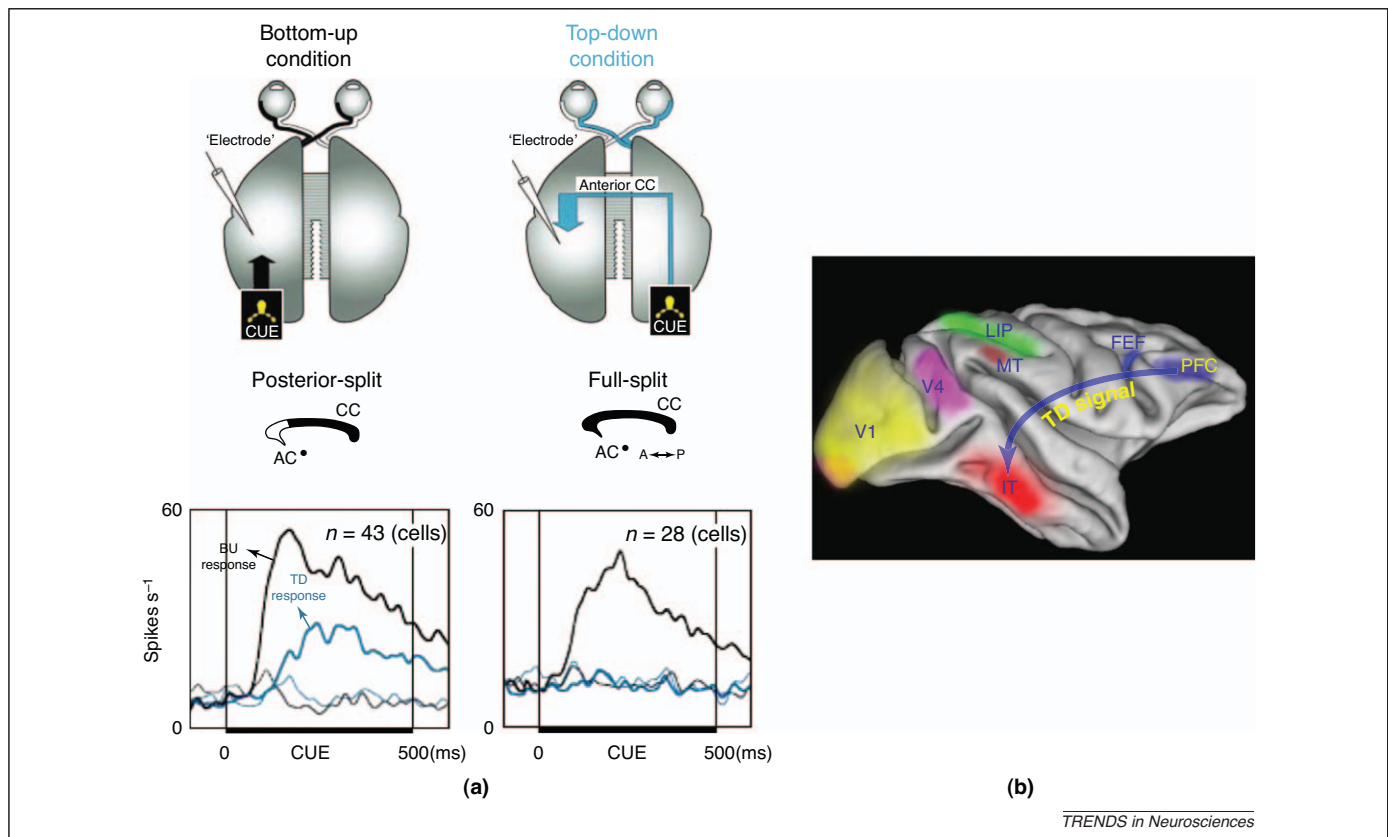 Bottom-up
condition
Top-down
condition
'Electrode'
'Electrode'
Anterior CC
CUE
CUE
Posterior-split
CC
AC
Full-split
CC
AC
A↔P
60
n = 43 (cells)
BU
response
TD
response
Spikes s⁻¹
0
0
CUE
500(ms)
60
n = 28 (cells)
0
0
CUE
500(ms)
(a)
LIP
MT
FEF
PFC
V4
TD signal
V1
IT
(b)
TRENDS in Neurosciences